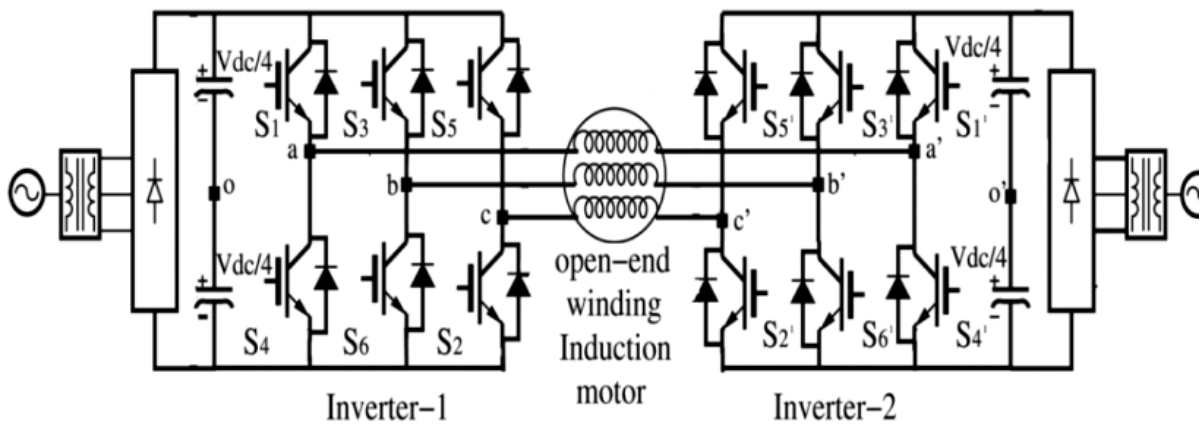 Vdc/4
+
-
S1
S3
S5
a
o
b
c
Vdc/4
+
-
S4
S6
S2
Inverter-1
open-end
winding
Induction
motor
Vdc/4
+
-
S5'
S3'
S1'
a'
b'
o'
c'
Vdc/4
+
-
S2'
S6'
S4'
Inverter-2